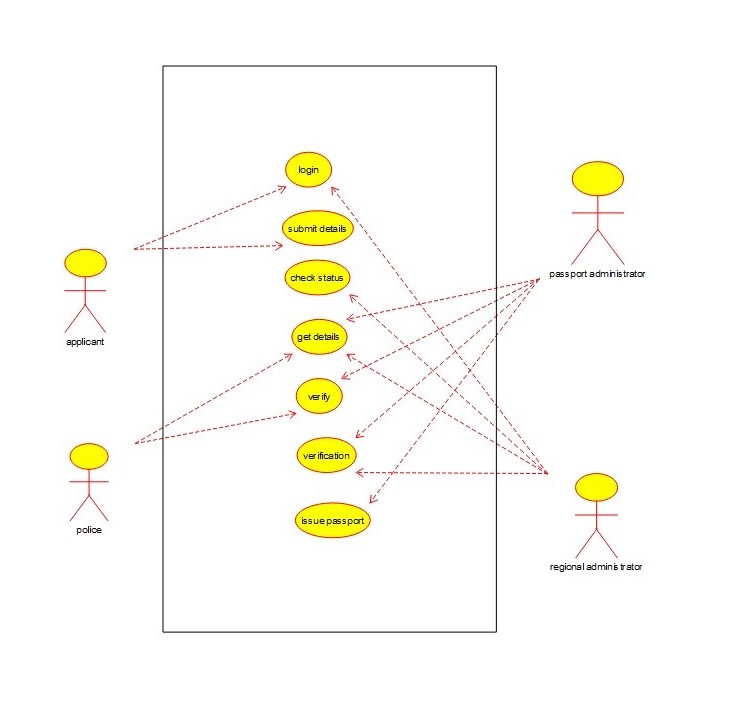 login
submit details
check status
get details
verify
verification
issue passport
applicant
police
passport administrator
regional administrator